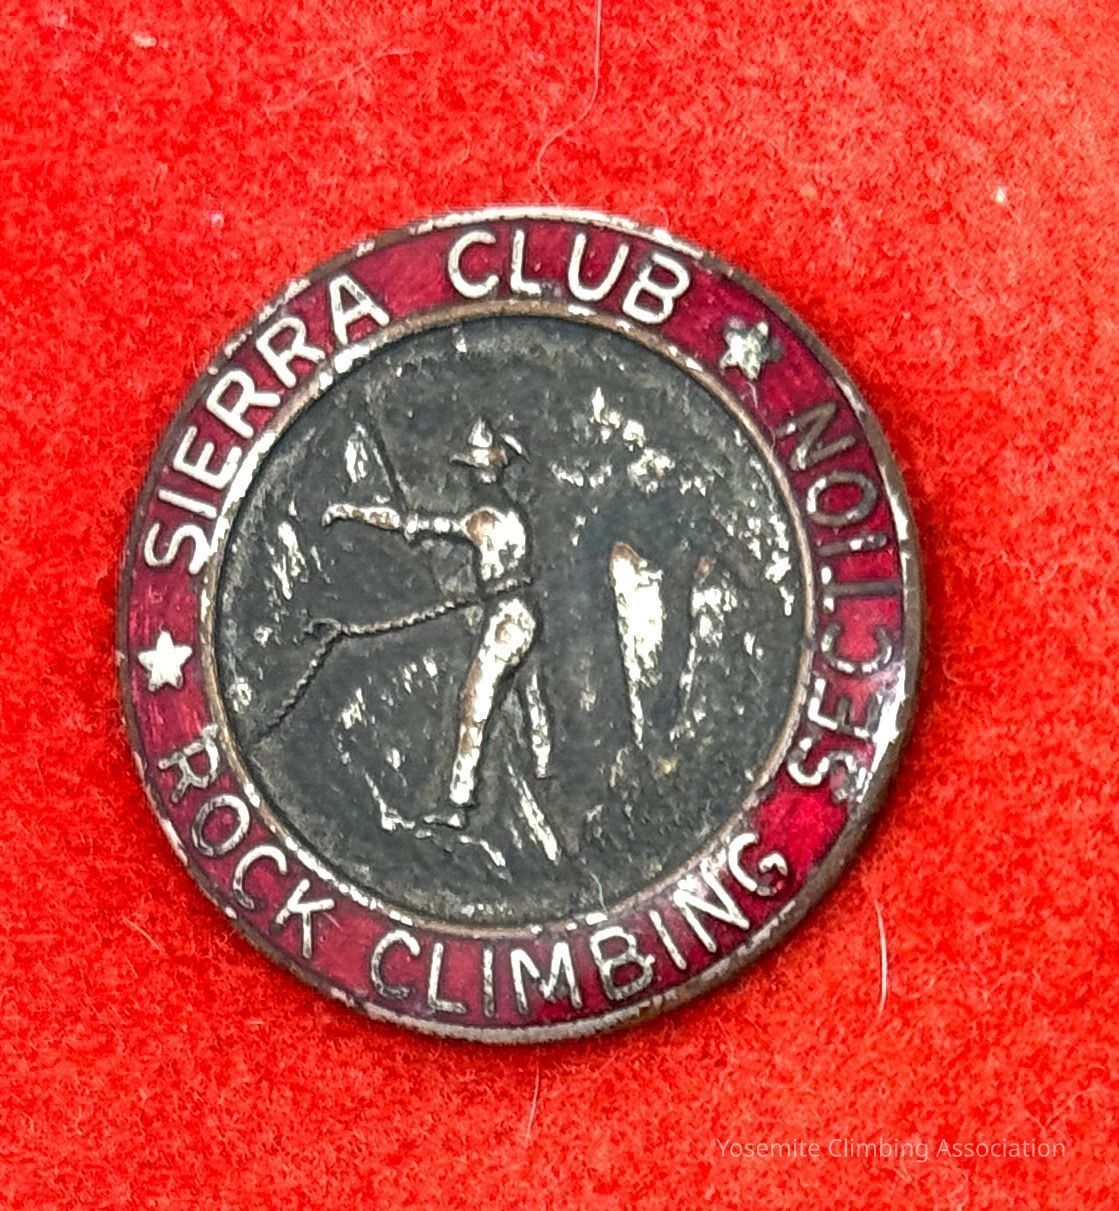 SIERRA CLUB
ROCK CLIMBING SECTION
Yosemite Climbing Association